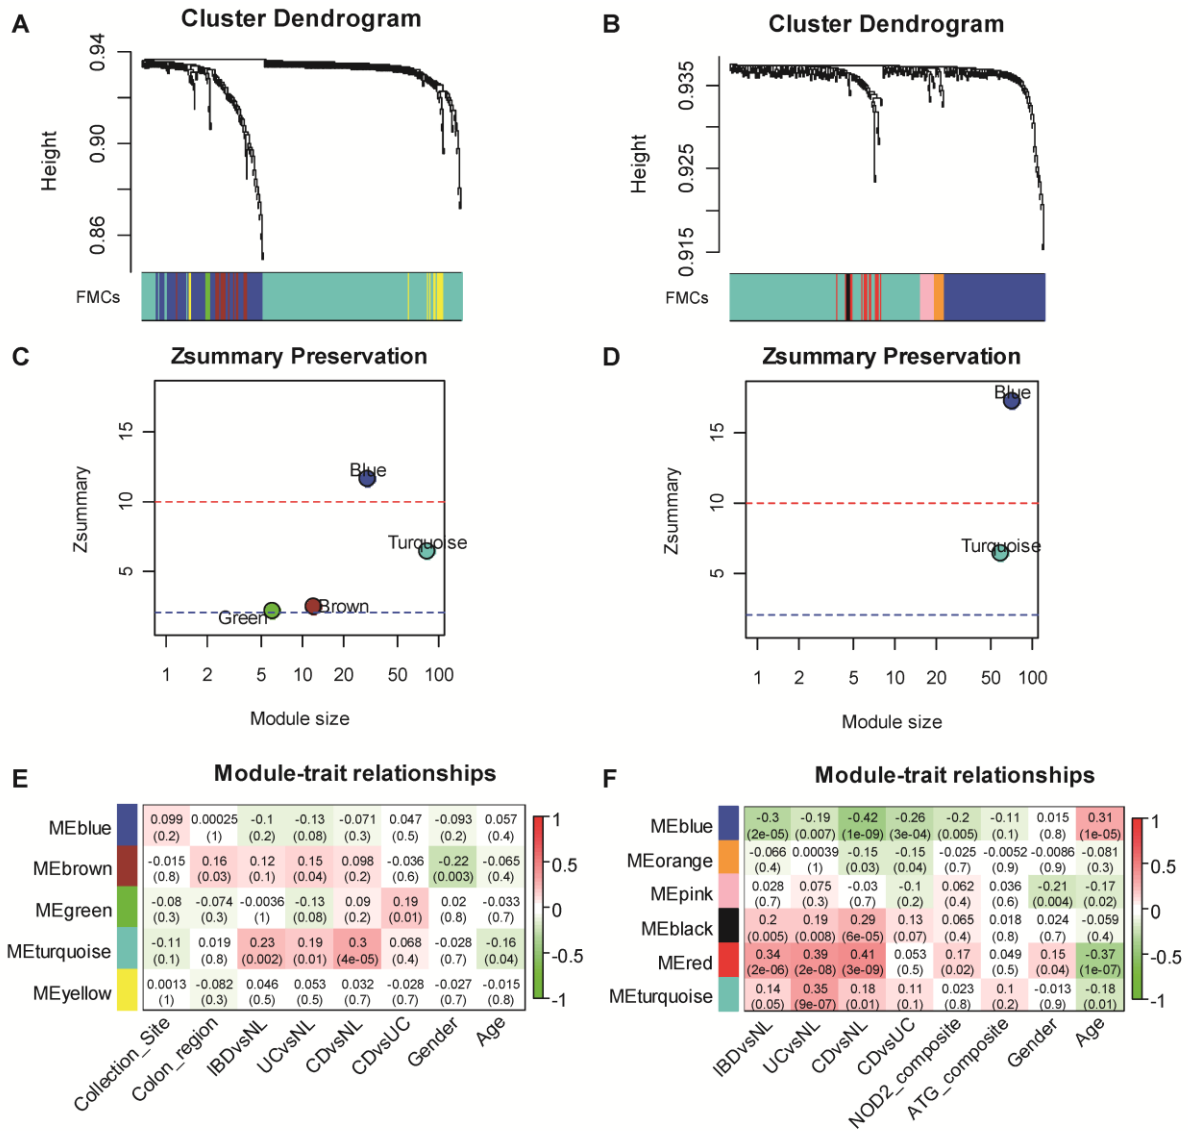 A
Cluster Dendrogram
Height
0.94
0.90
0.86
FMCs
B
Cluster Dendrogram
Height
0.935
0.925
0.915
FMCs
C
Zsummary Preservation
Zsummary
15
10
5
Blue
Turquoise
Brown
Green
1 2 5 10 20 50 100
Module size
D
Zsummary Preservation
Zsummary
15
10
5
Blue
Turquoise
1 2 5 10 20 50 100
Module size
E
Module-trait relationships
MEblue 0.099 0.00025 -0.1 -0.13 -0.071 0.047 -0.093 0.057
(0.2) (1) (0.2) (0.08) (0.3) (0.5) (0.2) (0.4)
MEbrown -0.015 0.16 0.12 0.15 0.098 -0.036 -0.22 -0.065
(0.8) (0.03) (0.1) (0.04) (0.2) (0.6) (0.003) (0.4)
MEgreen -0.08 -0.074 -0.0036 -0.13 0.09 0.19 0.02 -0.033
(0.3) (0.3) (1) (0.08) (0.2) (0.01) (0.8) (0.7)
MEturquoise -0.11 0.019 0.23 0.19 0.3 0.068 -0.028 -0.16
(0.1) (0.8) (0.002) (0.01) (4e-05) (0.4) (0.7) (0.04)
MEyellow 0.0013 -0.082 0.046 0.053 0.032 -0.028 -0.027 -0.015
(1) (0.3) (0.5) (0.5) (0.7) (0.7) (0.7) (0.8)
Collection_Site Colon_region IBDvsNL UCvsNL CDvsNL CDvsUC Gender Age
1
0.5
0
-0.5
-1
F
Module-trait relationships
MEblue -0.3 -0.19 -0.42 -0.26 -0.2 -0.11 0.015 0.31
(2e-05) (0.007) (1e-09) (3e-04) (0.005) (0.1) (0.8) (1e-05)
MEorange -0.066 0.00039 -0.15 -0.15 -0.025 -0.0052 -0.0086 -0.081
(0.4) (1) (0.03) (0.04) (0.7) (0.9) (0.9) (0.3)
MEpink 0.028 0.075 -0.03 -0.1 0.062 0.036 -0.21 -0.17
(0.7) (0.3) (0.7) (0.2) (0.4) (0.6) (0.004) (0.02)
MEblack 0.2 0.19 0.29 0.13 0.065 0.018 0.024 -0.059
(0.005) (0.008) (6e-05) (0.07) (0.4) (0.8) (0.7) (0.4)
MEred 0.34 0.39 0.41 0.053 0.17 0.049 0.15 -0.37
(2e-06) (2e-08) (3e-09) (0.5) (0.02) (0.5) (0.04) (1e-07)
MEturquoise 0.14 0.35 0.18 0.11 0.023 0.1 -0.013 -0.18
(0.05) (9e-07) (0.01) (0.1) (0.8) (0.2) (0.9) (0.01)
IBDvsNL UCvsNL CDvsNL CDvsUC NOD2_composite ATG_composite Gender Age
1
0.5
0
-0.5
-1